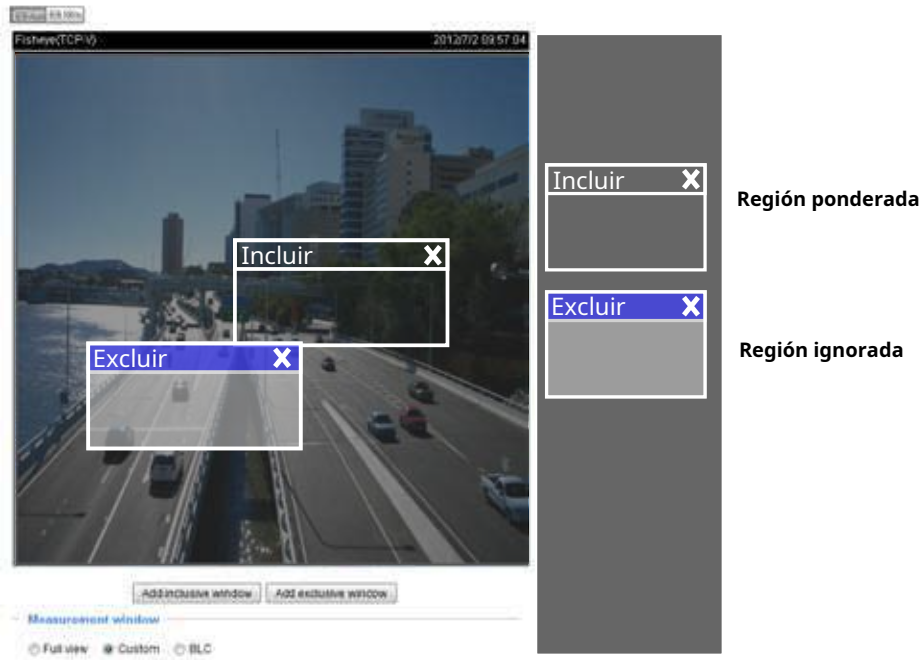 Fisheye(TCP-V) 2012/7/2 09:57:04
Incluir
Región ponderada
Incluir
Excluir
Excluir
Región ignorada
Add inclusive window Add exclusive window
Measurement window
Full view Custom BLC